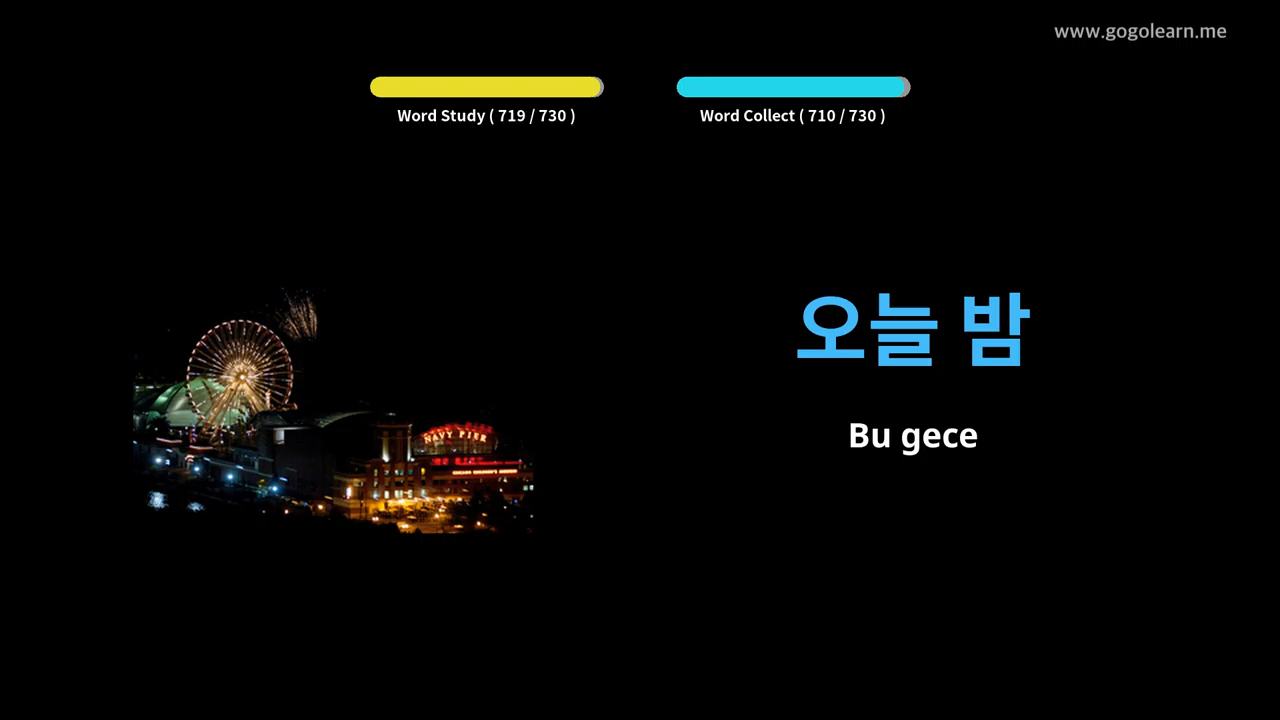 www.gogolearn.me
Word Study ( 719 / 730 )
Word Collect ( 710 / 730 )
오늘 밤
Bu gece
NAVY PIER